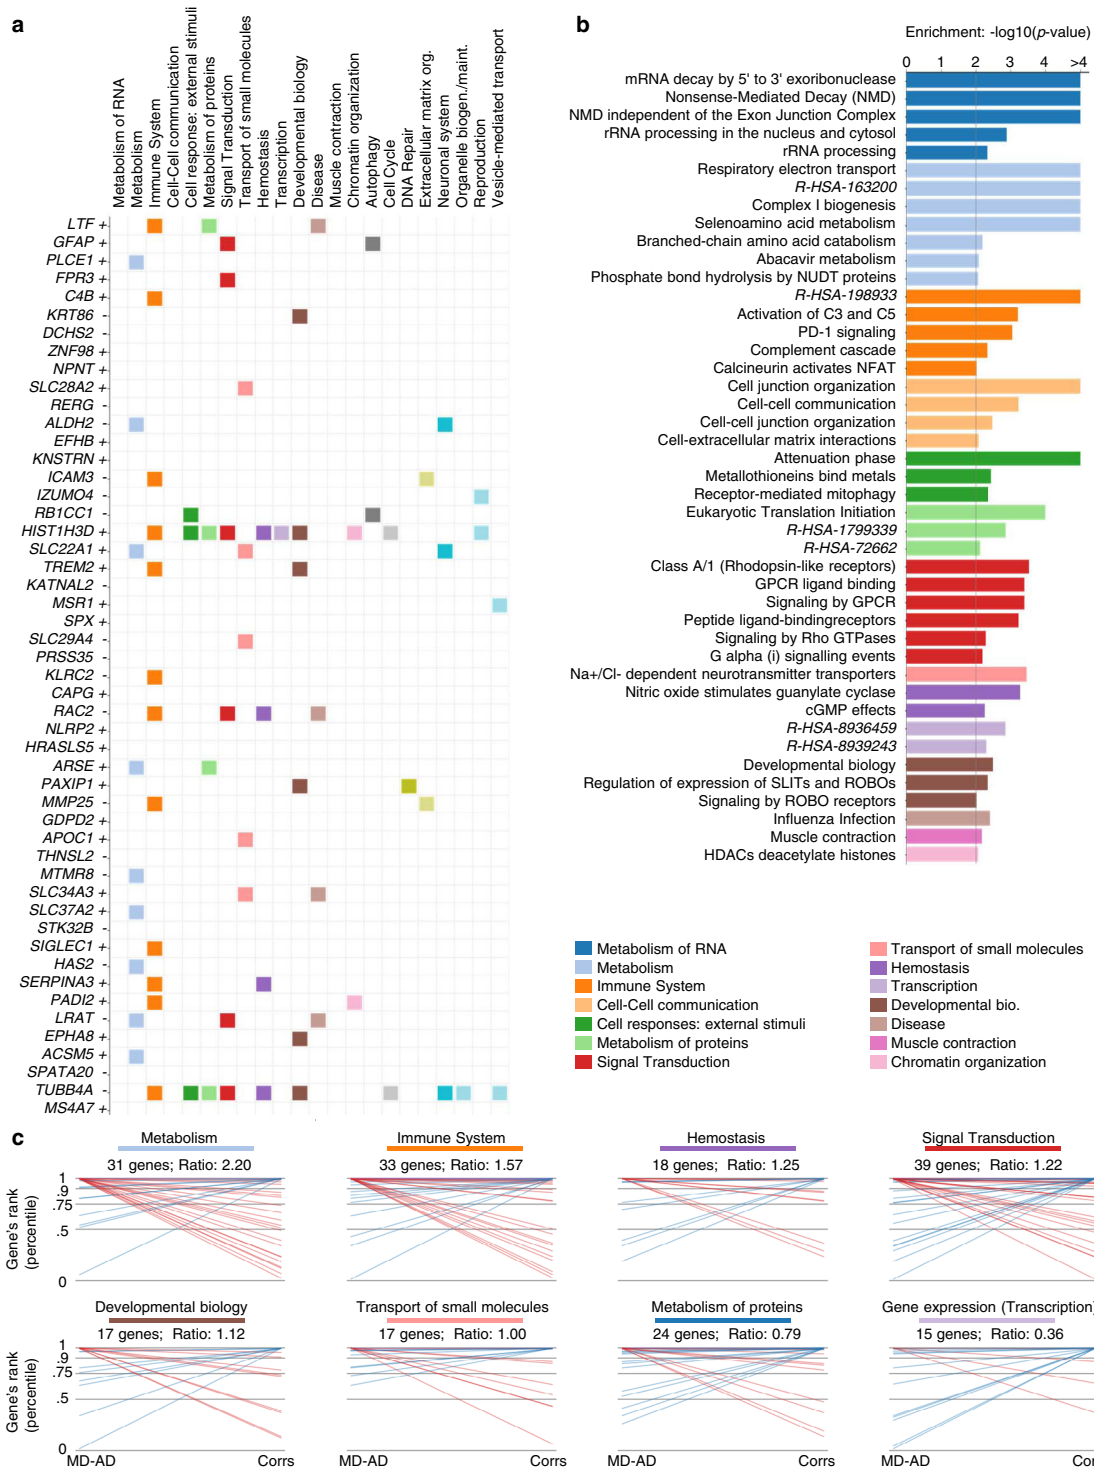 a
Metabolism of RNA
Metabolism
Immune System
Cell-Cell communication
Cell response: external stimuli
Metabolism of proteins
Signal Transduction
Transport of small molecules
Hemostasis
Transcription
Developmental biology
Disease
Muscle contraction
Chromatin organization
Autophagy
Cell Cycle
DNA Repair
Extracellular matrix org.
Neuronal system
Organelle biogen./maint.
Reproduction
Vesicle-mediated transport
LTF +
GFAP +
PLCE1 +
FPR3 +
C4B +
KRT86 -
DCHS2 -
ZNF98 +
NPNT +
SLC28A2 +
RERG -
ALDH2 -
EFHB +
KNSTRN +
ICAM3 -
IZUMO4 -
RB1CC1 -
HIST1H3D +
SLC22A1 +
TREM2 +
KATNAL2 -
MSR1 +
SPX +
SLC29A4 -
PRSS35 -
KLRC2 -
CAPG +
RAC2 -
NLRP2 +
HRASLS5 +
ARSE +
PAXIP1 +
MMP25 -
GDPD2 +
APOC1 +
THNSL2 -
MTMR8 -
SLC34A3 +
SLC37A2 +
STK32B -
SIGLEC1 +
HAS2 -
SERPINA3 +
PADI2 +
LRAT -
EPHA8 +
ACSM5 +
SPATA20 -
TUBB4A -
MS4A7 +
b
Enrichment: -log10(p-value)
0 1 2 3 4 >4
mRNA decay by 5' to 3' exoribonuclease
Nonsense-Mediated Decay (NMD)
NMD independent of the Exon Junction Complex
rRNA processing in the nucleus and cytosol
rRNA processing
Respiratory electron transport
R-HSA-163200
Complex I biogenesis
Selenoamino acid metabolism
Branched-chain amino acid catabolism
Abacavir metabolism
Phosphate bond hydrolysis by NUDT proteins
R-HSA-198933
Activation of C3 and C5
PD-1 signaling
Complement cascade
Calcineurin activates NFAT
Cell junction organization
Cell-cell communication
Cell-cell junction organization
Cell-extracellular matrix interactions
Attenuation phase
Metallothioneins bind metals
Receptor-mediated mitophagy
Eukaryotic Translation Initiation
R-HSA-1799339
R-HSA-72662
Class A/1 (Rhodopsin-like receptors)
GPCR ligand binding
Signaling by GPCR
Peptide ligand-bindingreceptors
Signaling by Rho GTPases
G alpha (i) signalling events
Na+/Cl- dependent neurotransmitter transporters
Nitric oxide stimulates guanylate cyclase
cGMP effects
R-HSA-8936459
R-HSA-8939243
Developmental biology
Regulation of expression of SLITs and ROBOs
Signaling by ROBO receptors
Influenza Infection
Muscle contraction
HDACs deacetylate histones
Metabolism of RNA
Metabolism
Immune System
Cell-Cell communication
Cell responses: external stimuli
Metabolism of proteins
Signal Transduction
Transport of small molecules
Hemostasis
Transcription
Developmental bio.
Disease
Muscle contraction
Chromatin organization
c
Metabolism
31 genes; Ratio: 2.20
Immune System
33 genes; Ratio: 1.57
Hemostasis
18 genes; Ratio: 1.25
Signal Transduction
39 genes; Ratio: 1.22
Gene's rank
(percentile)
1
.9
.75
.5
0
Developmental biology
17 genes; Ratio: 1.12
Transport of small molecules
17 genes; Ratio: 1.00
Metabolism of proteins
24 genes; Ratio: 0.79
Gene expression (Transcription)
15 genes; Ratio: 0.36
Gene's rank
(percentile)
1
.9
.75
.5
0
MD-AD Corrs
MD-AD Corrs
MD-AD Corrs
MD-AD Corrs